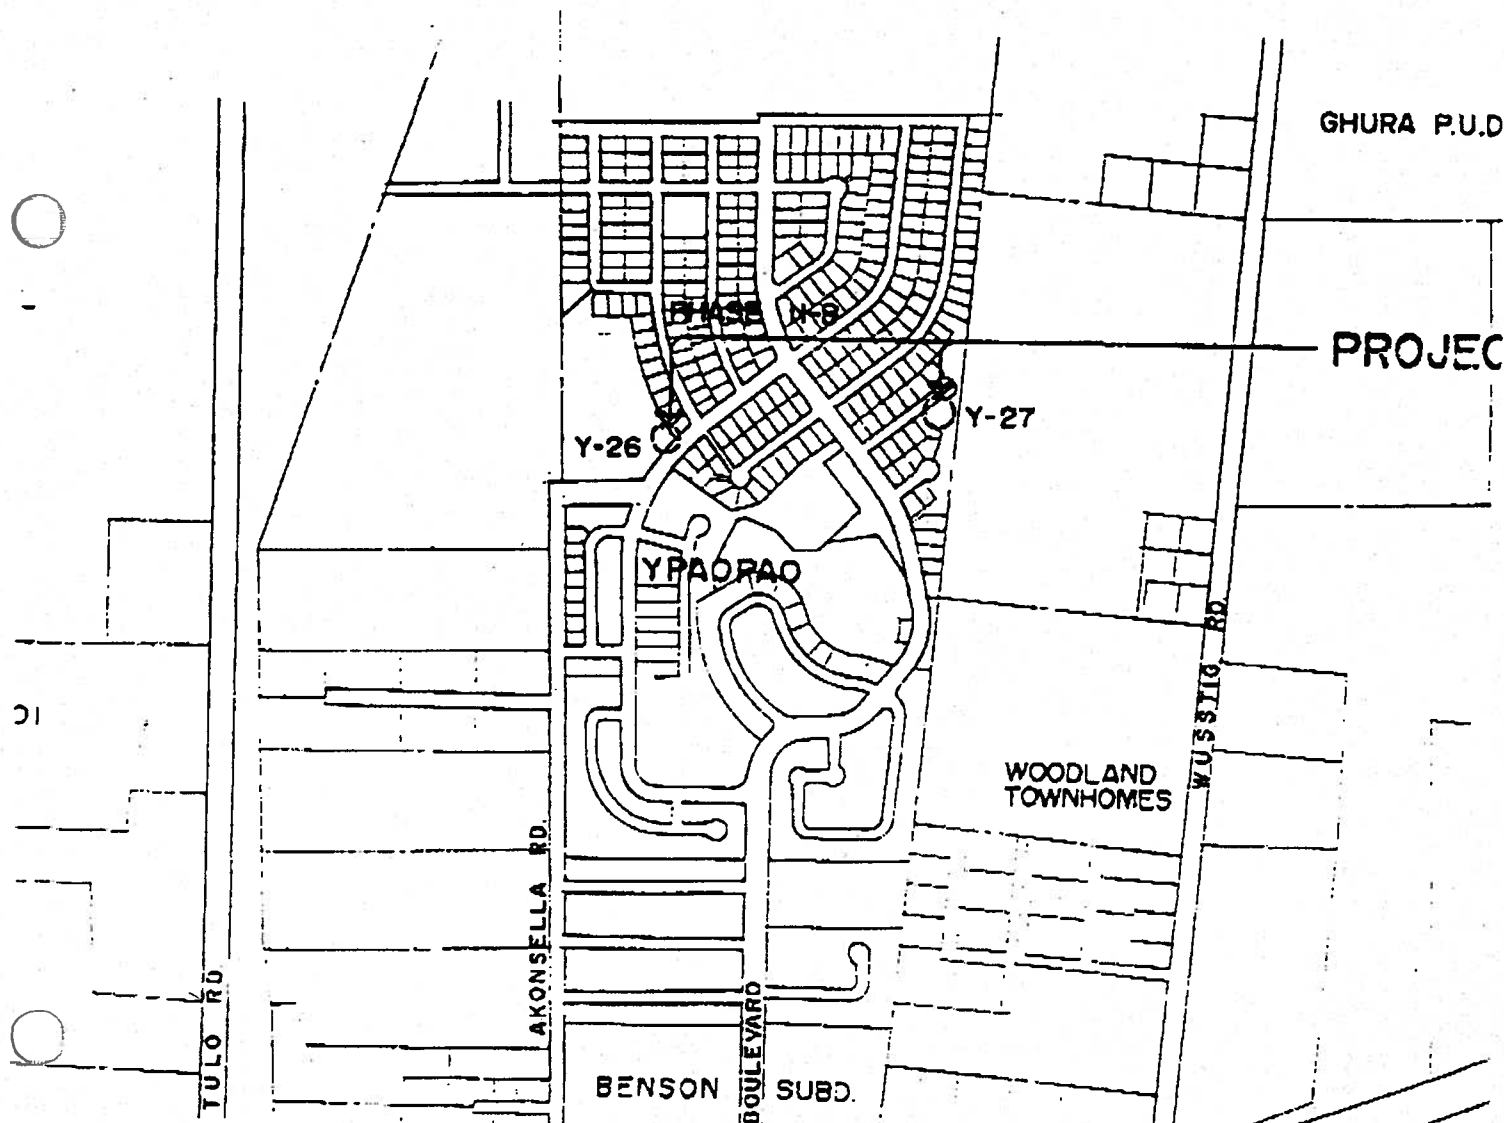 GHURA P.U.D
PHASE II-B
PROJEC
Y-26
Y-27
YPAOPAO
WUSSTIG RD.
WOODLAND
TOWNHOMES
AKONSELLA RD.
TULO RD
BOULEVARD
BENSON SUBD.